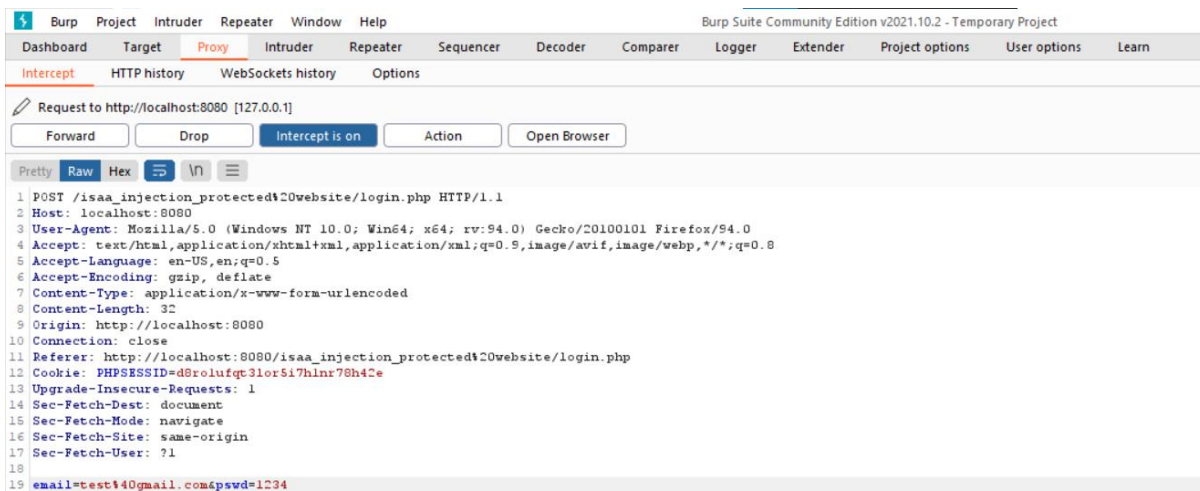 Burp Project Intruder Repeater Window Help Burp Suite Community Edition v2021.10.2 - Temporary Project
Dashboard Target Proxy Intruder Repeater Sequencer Decoder Comparer Logger Extender Project options User options Learn
Intercept HTTP history WebSockets history Options
Request to http://localhost:8080 [127.0.0.1]
Forward Drop Intercept is on Action Open Browser
Pretty Raw Hex \n
1 POST /isaa_injection_protected%20website/login.php HTTP/1.1
2 Host: localhost:8080
3 User-Agent: Mozilla/5.0 (Windows NT 10.0; Win64; x64; rv:94.0) Gecko/20100101 Firefox/94.0
4 Accept: text/html,application/xhtml+xml,application/xml;q=0.9,image/avif,image/webp,*/*;q=0.8
5 Accept-Language: en-US,en;q=0.5
6 Accept-Encoding: gzip, deflate
7 Content-Type: application/x-www-form-urlencoded
8 Content-Length: 32
9 Origin: http://localhost:8080
10 Connection: close
11 Referer: http://localhost:8080/isaa_injection_protected%20website/login.php
12 Cookie: PHPSESSID=d8rolufqt3lor5i7hlnr78h42e
13 Upgrade-Insecure-Requests: 1
14 Sec-Fetch-Dest: document
15 Sec-Fetch-Mode: navigate
16 Sec-Fetch-Site: same-origin
17 Sec-Fetch-User: ?1
18
19 email=test%40gmail.com&pswd=1234